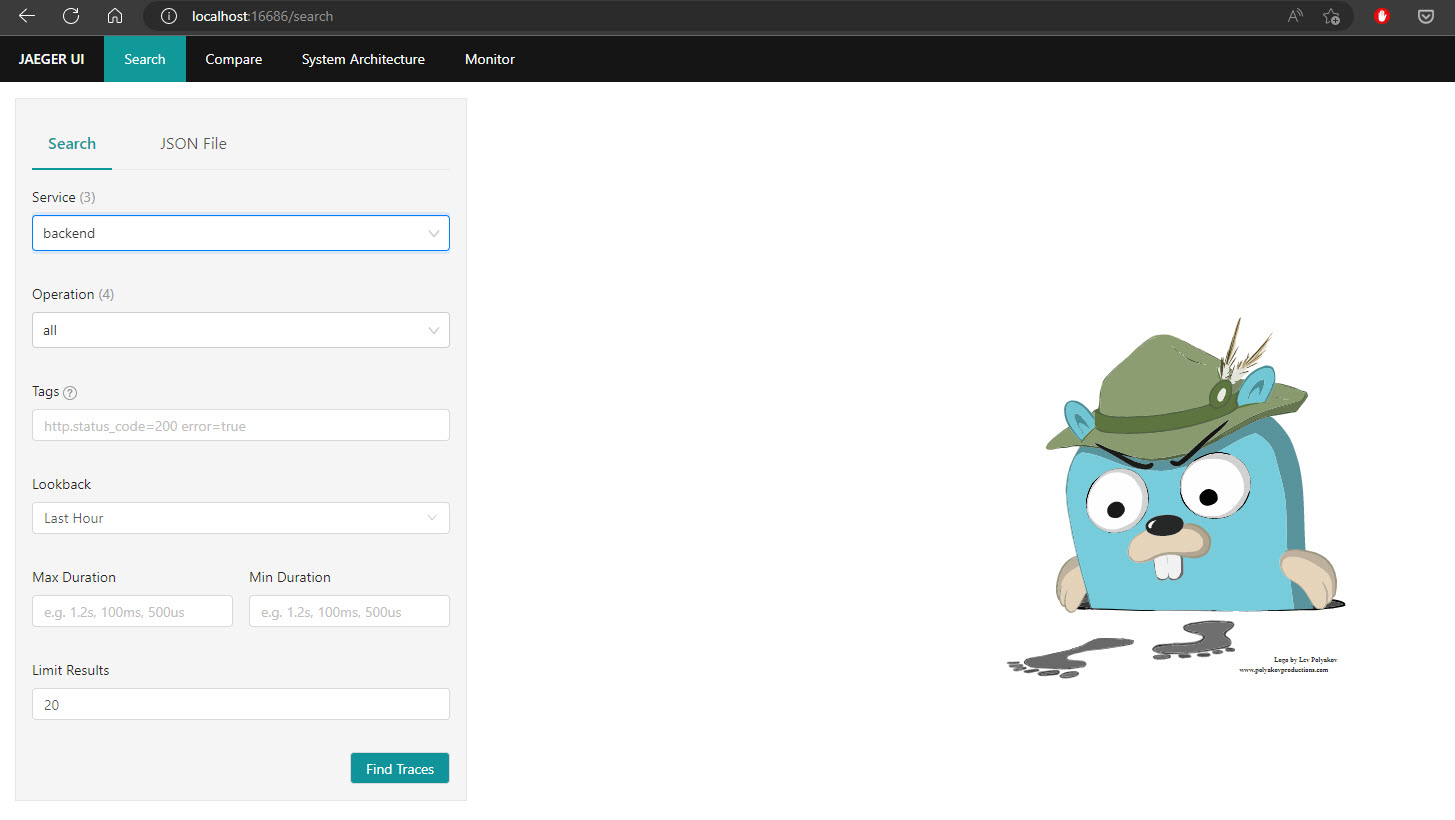 localhost:16686/search
JAEGER UI Search Compare System Architecture Monitor
Search JSON File
Service (3)
backend
Operation (4)
all
Tags ?
http.status_code=200 error=true
Lookback
Last Hour
Max Duration Min Duration
e.g. 1.2s, 100ms, 500us e.g. 1.2s, 100ms, 500us
Limit Results
20
Find Traces
Logo by Lev Polyakov
www.polyakovproductions.com